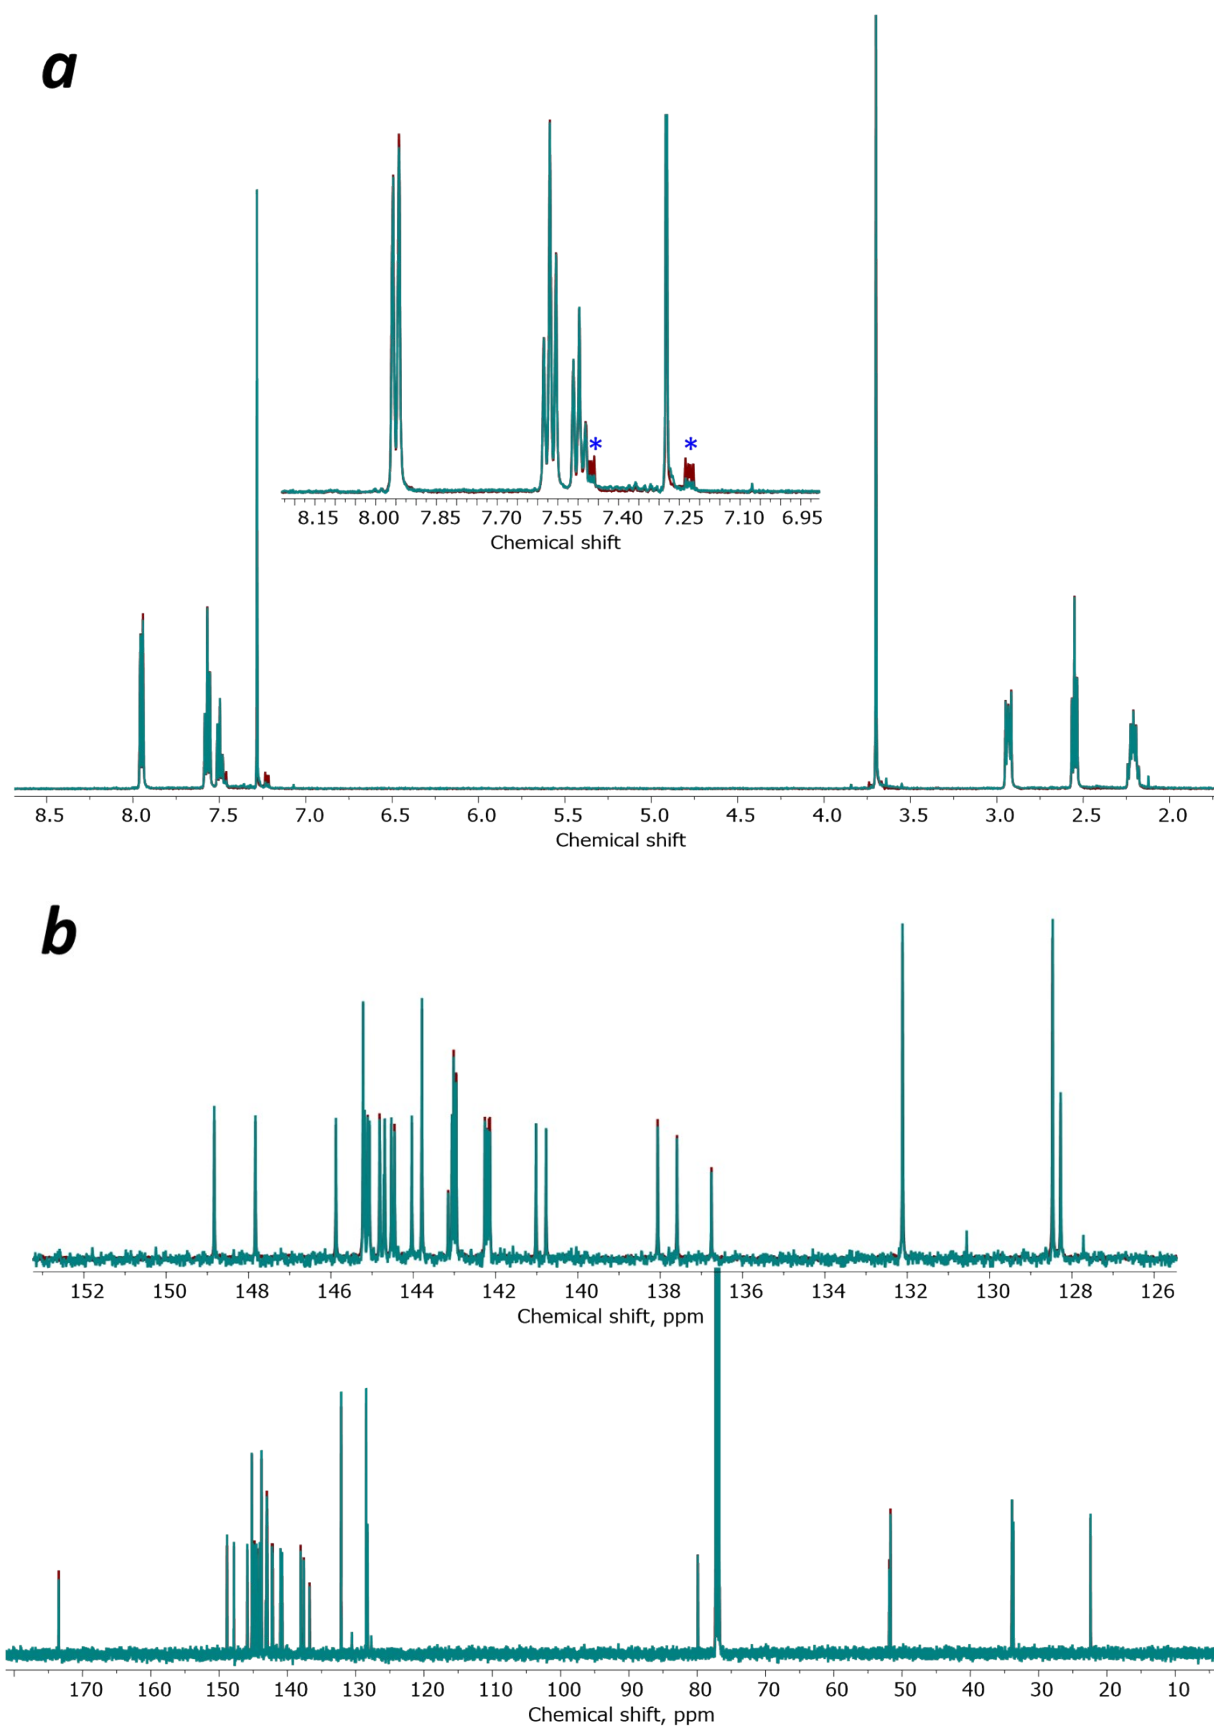 a
* *
8.15 8.00 7.85 7.70 7.55 7.40 7.25 7.10 6.95
Chemical shift
8.5 8.0 7.5 7.0 6.5 6.0 5.5 5.0 4.5 4.0 3.5 3.0 2.5 2.0
Chemical shift
b
152 150 148 146 144 142 140 138 136 134 132 130 128 126
Chemical shift, ppm
170 160 150 140 130 120 110 100 90 80 70 60 50 40 30 20 10
Chemical shift, ppm